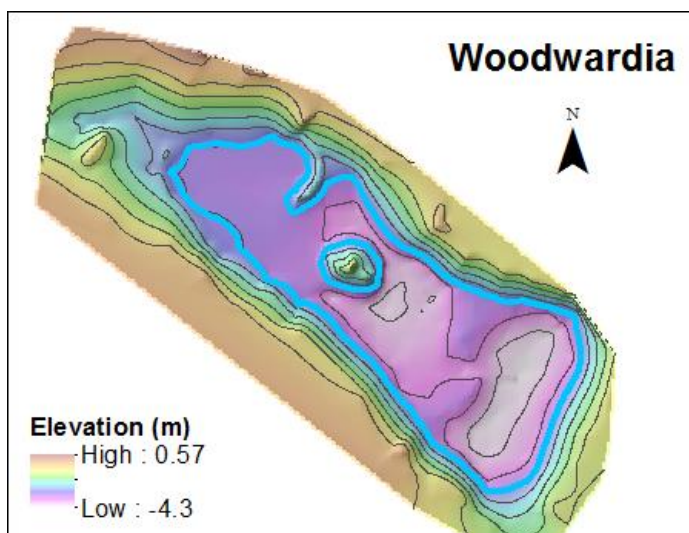 Woodwardia
N
Elevation (m)
High : 0.57
Low : -4.3